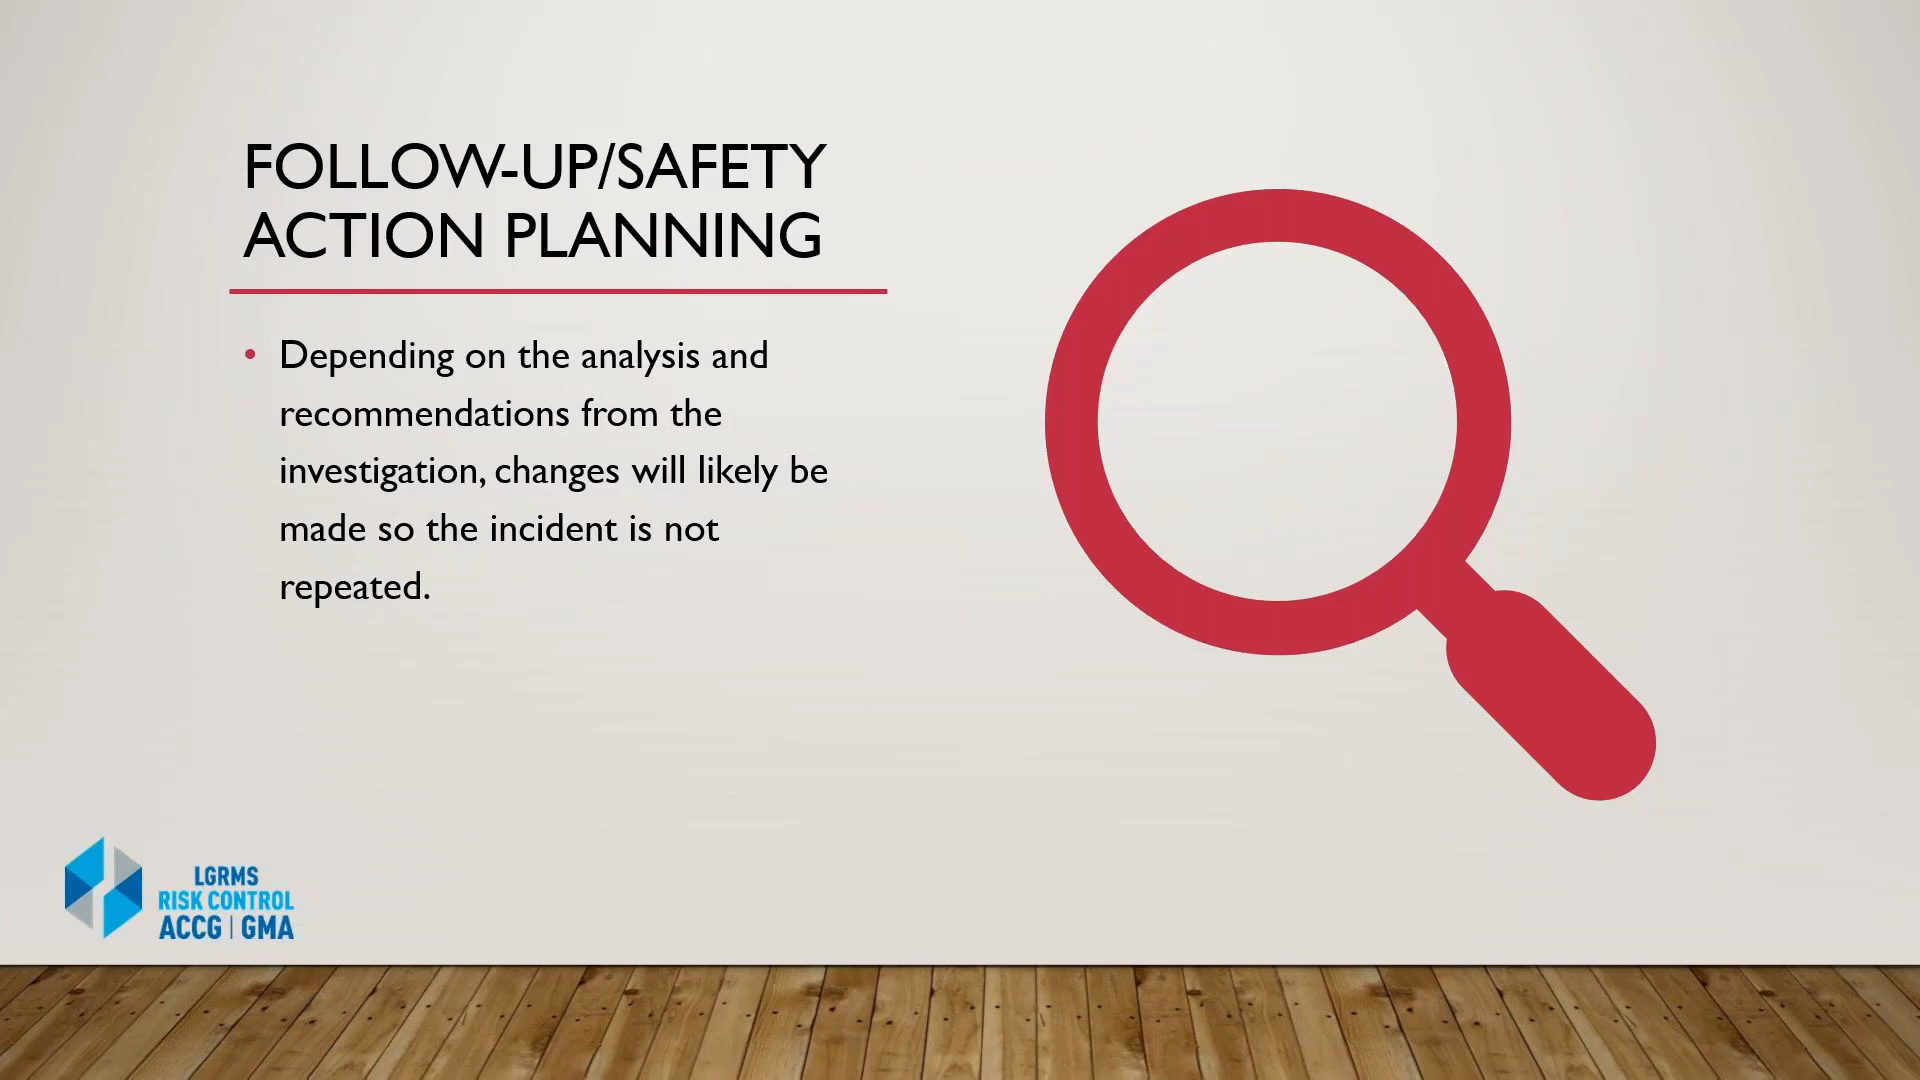 FOLLOW-UP/SAFETY
ACTION PLANNING
• Depending on the analysis and
recommendations from the
investigation, changes will likely be
made so the incident is not
repeated.
LGRMS
RISK CONTROL
ACCG | GMA